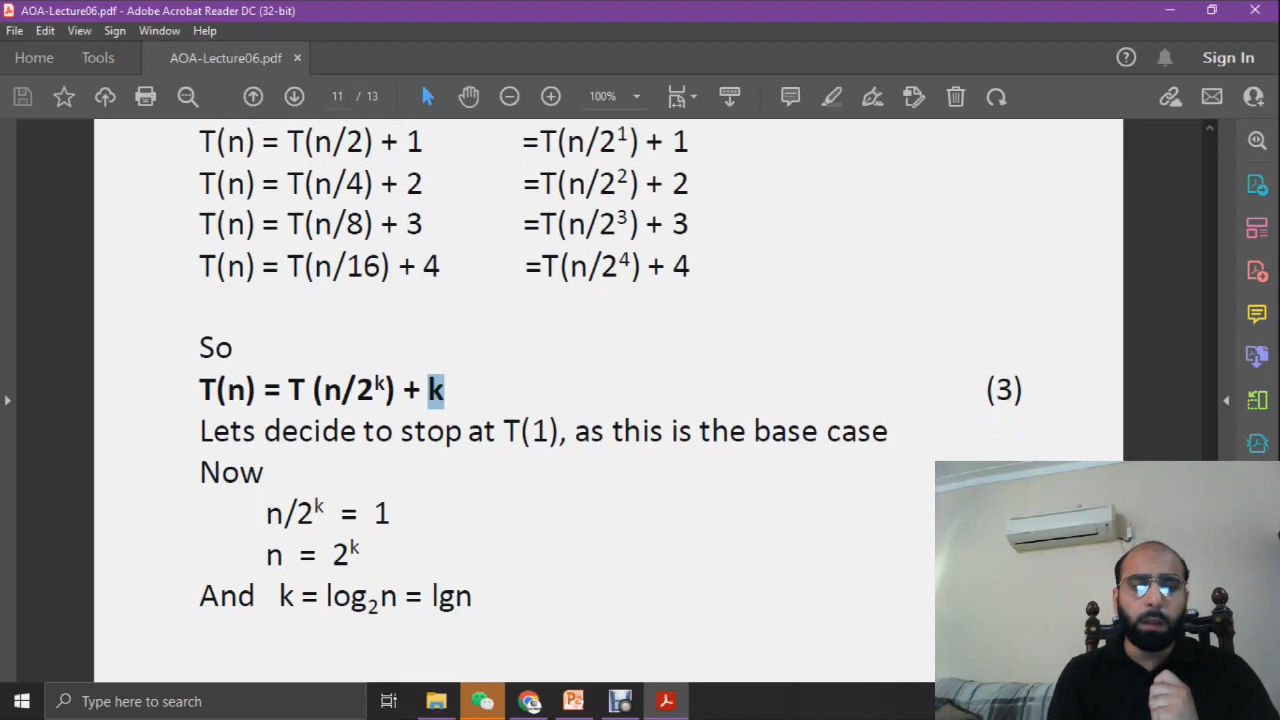 AOA-Lecture06.pdf - Adobe Acrobat Reader DC (32-bit)
File Edit View Sign Window Help
Home Tools AOA-Lecture06.pdf × Sign In
11 / 13 100%
T(n) = T(n/2) + 1 =T(n/2¹) + 1
T(n) = T(n/4) + 2 =T(n/2²) + 2
T(n) = T(n/8) + 3 =T(n/2³) + 3
T(n) = T(n/16) + 4 =T(n/2⁴) + 4
So
T(n) = T (n/2ᵏ) + k (3)
Lets decide to stop at T(1), as this is the base case
Now
n/2ᵏ = 1
n = 2ᵏ
And k = log₂n = lgn
Type here to search